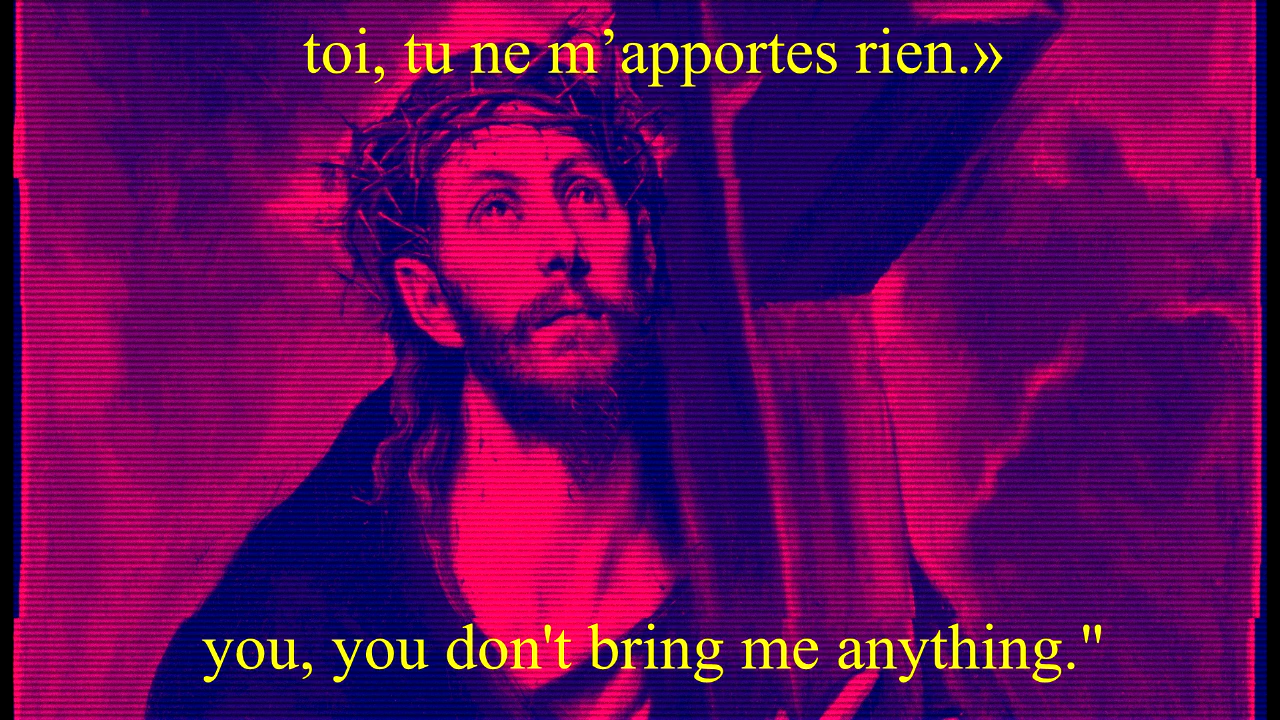 toi, tu ne m’apportes rien.»
you, you don't bring me anything."